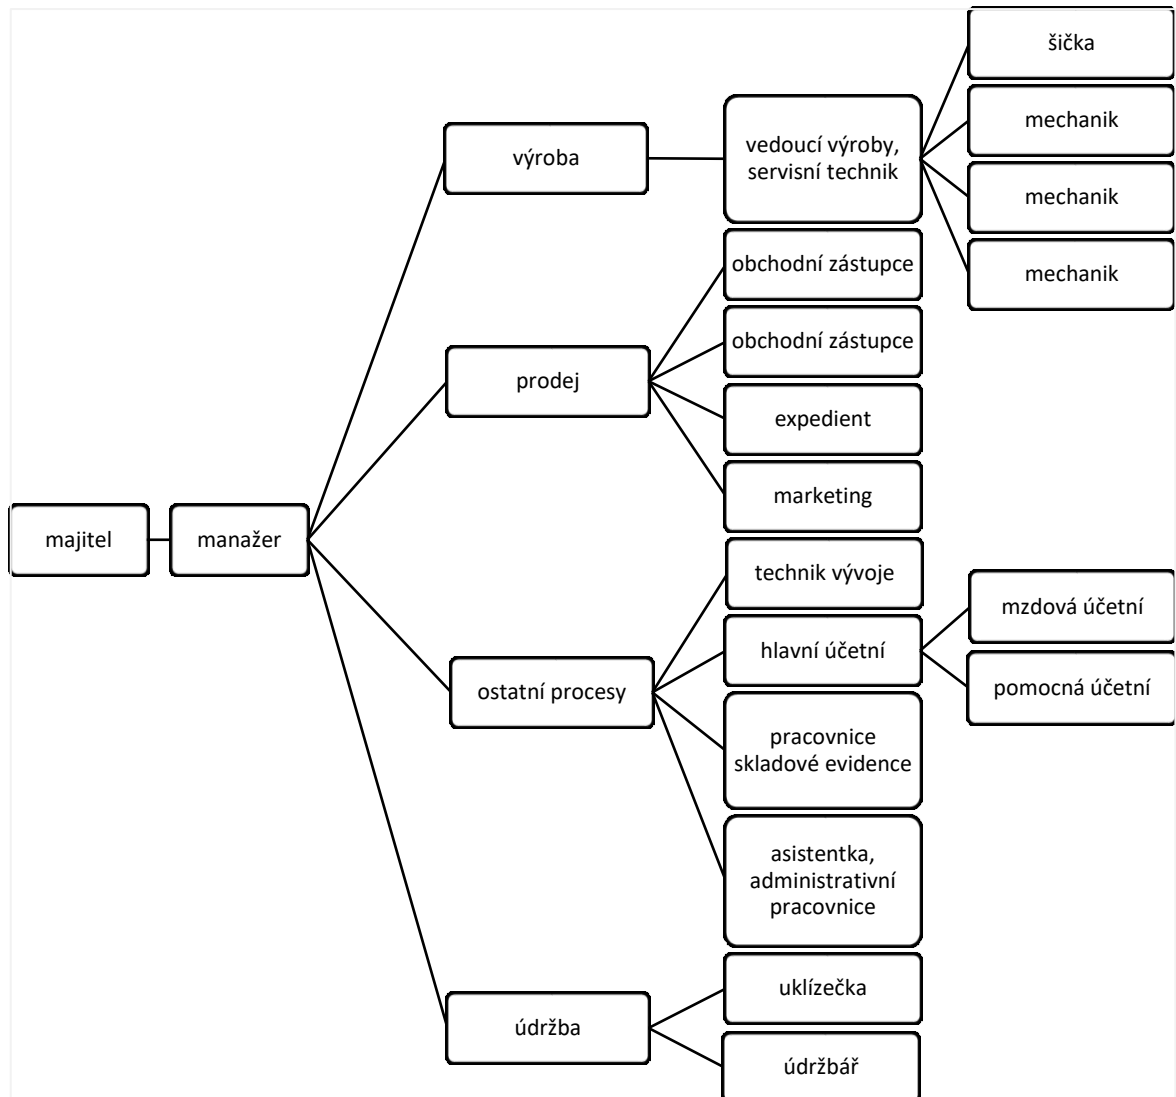 šička
mechanik
mechanik
mechanik
výroba
vedoucí výroby,
servisní technik
obchodní zástupce
obchodní zástupce
expedient
marketing
prodej
majitel
manažer
technik vývoje
hlavní účetní
mzdová účetní
pomocná účetní
ostatní procesy
pracovnice
skladové evidence
asistentka,
administrativní
pracovnice
uklízečka
údržba
údržbář